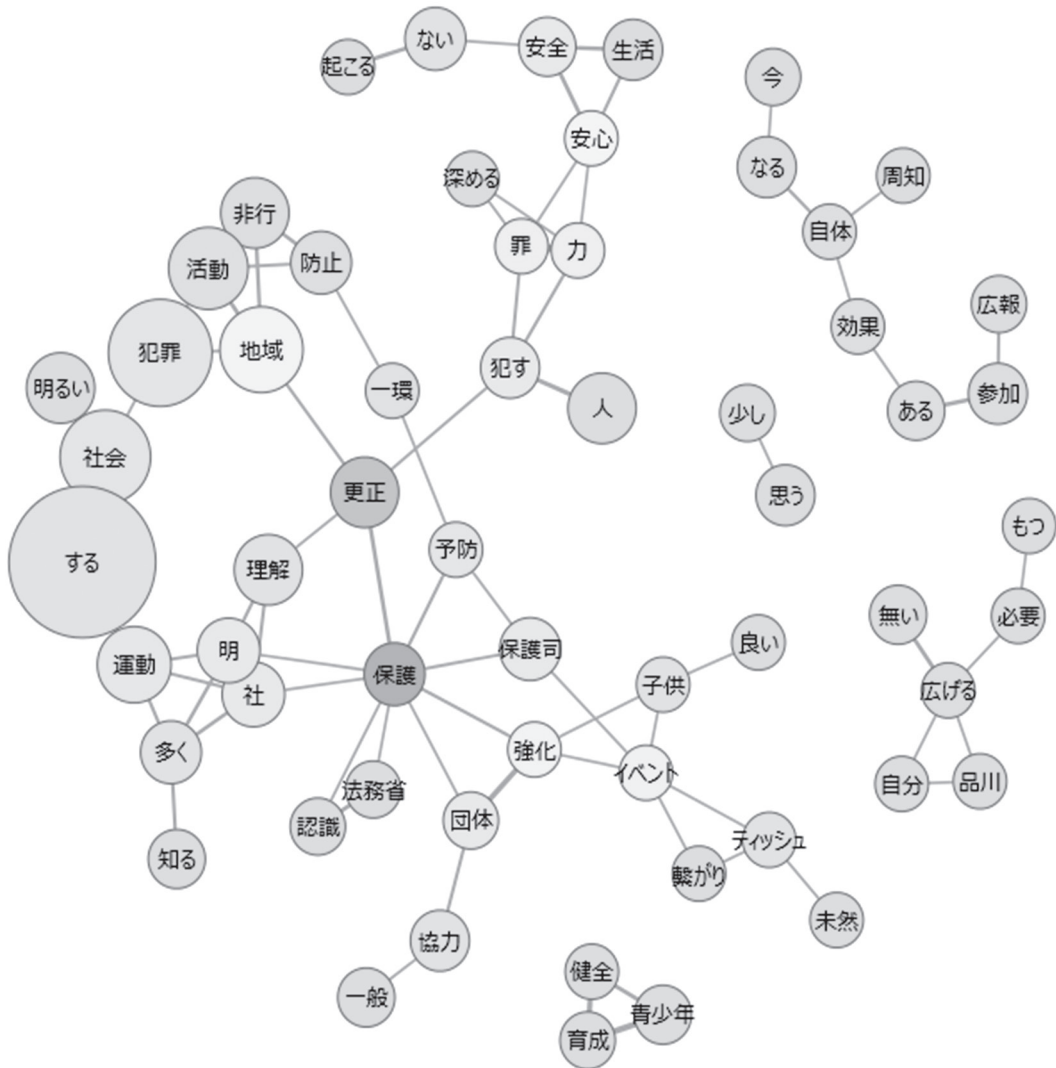 ない
安全
生活
起こる
今
安心
なる
深める
周知
非行
自体
罪
力
活動
防止
広報
効果
犯罪
地域
犯す
明るい
一環
参加
人
ある
少し
社会
更正
思う
もつ
予防
する
理解
無い
必要
良い
明
保護司
運動
保護
子供
広げる
社
強化
多く
イベント
法務省
自分
品川
認識
団体
ティッシュ
知る
繋がり
未然
協力
健全
一般
青少年
育成